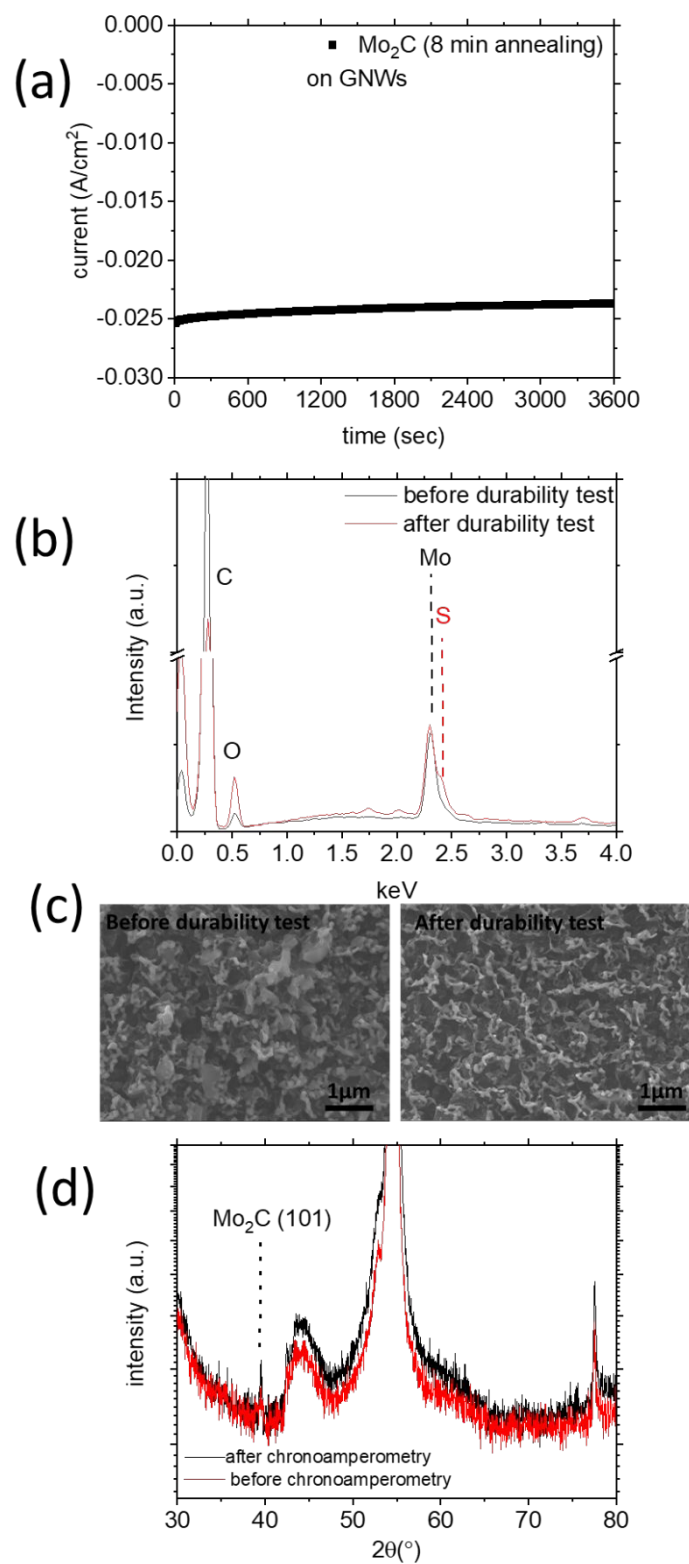 (a)
0.000
-0.005
-0.010
-0.015
-0.020
-0.025
-0.030
current (A/cm²)
■ Mo₂C (8 min annealing)
on GNWs
0 600 1200 1800 2400 3000 3600
time (sec)
(b)
Intensity (a.u.)
before durability test
after durability test
Mo
S
C
O
0.0 0.5 1.0 1.5 2.0 2.5 3.0 3.5 4.0
keV
(c)
Before durability test
1μm
After durability test
1μm
(d)
intensity (a.u.)
Mo₂C (101)
after chronoamperometry
before chronoamperometry
30 40 50 60 70 80
2θ(°)